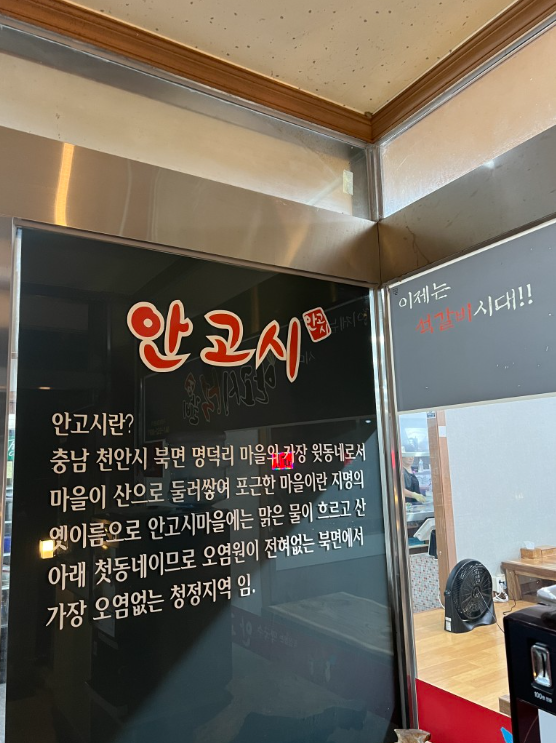 안고시
안고시
안고시란?
충남 천안시 북면 명덕리 마을의 가장 윗동네로서
마을이 산으로 둘러쌓여 포근한 마을이란 지명의
옛이름으로 안고시마을에는 맑은 물이 흐르고 산
아래 첫동네이므로 오염원이 전혀없는 북면에서
가장 오염없는 청정지역 임.
이제는
시대!!